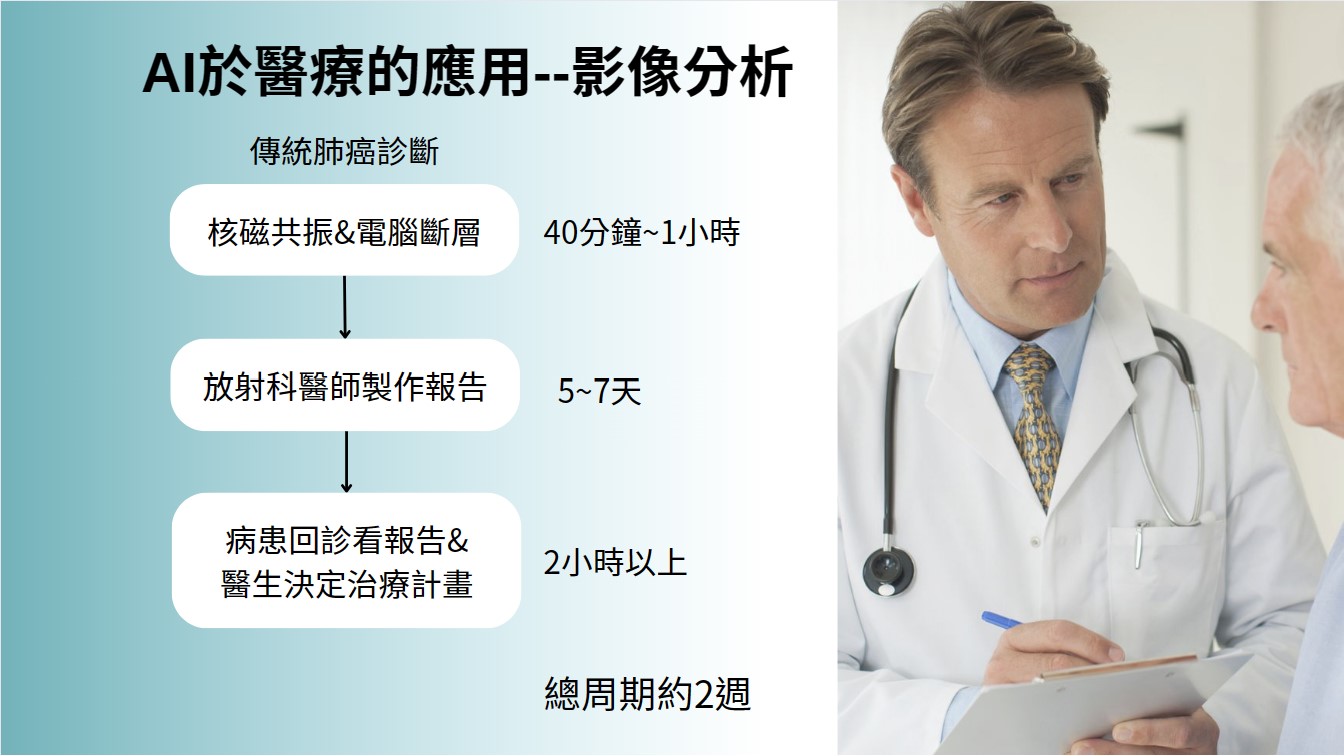 AI於醫療的應用--影像分析
傳統肺癌診斷
核磁共振&電腦斷層
40分鐘~1小時
放射科醫師製作報告
5~7天
病患回診看報告&
醫生決定治療計畫
2小時以上
總周期約2週